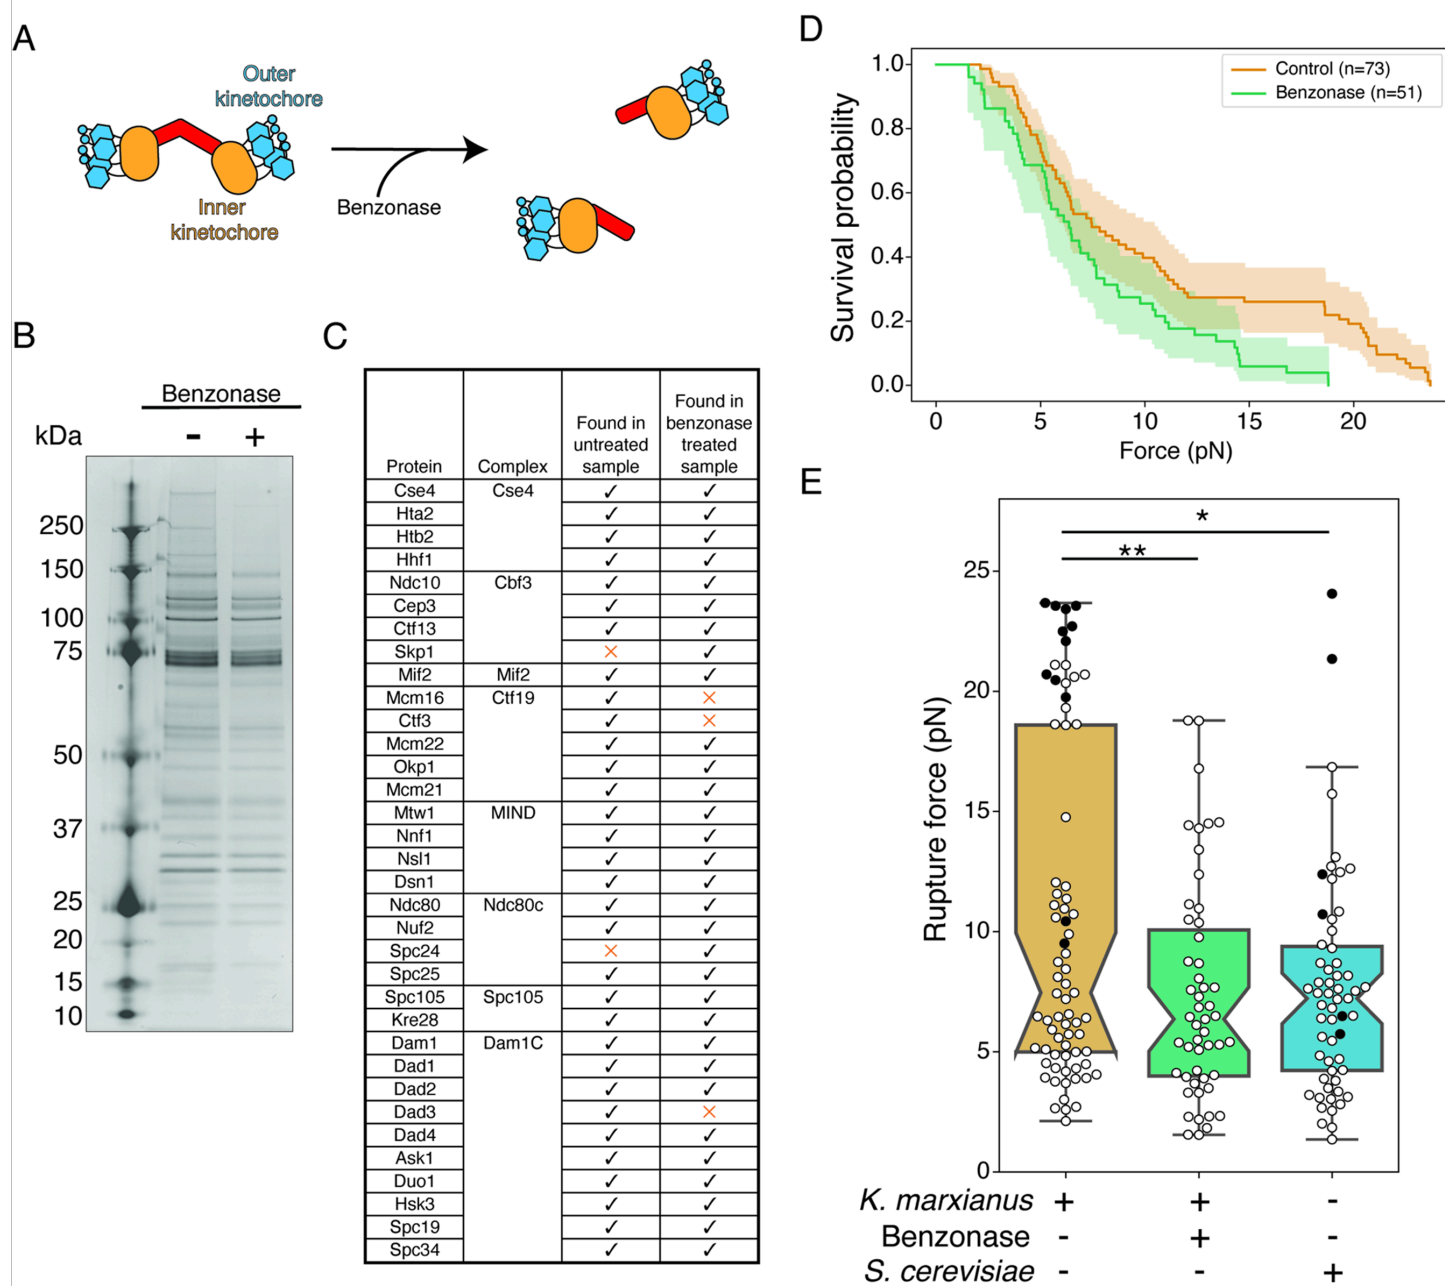 A
Outer
kinetochore
Inner
kinetochore
Benzonase
B
Benzonase
kDa
- +
250
150
100
75
50
37
25
20
15
10
C
Protein Complex Found in untreated sample Found in benzonase treated sample
Cse4 Cse4 ✓ ✓
Hta2 ✓ ✓
Htb2 ✓ ✓
Hhf1 ✓ ✓
Ndc10 Cbf3 ✓ ✓
Cep3 ✓ ✓
Ctf13 ✓ ✓
Skp1 × ✓
Mif2 Mif2 ✓ ✓
Mcm16 Ctf19 ✓ ×
Ctf3 ✓ ×
Mcm22 ✓ ✓
Okp1 ✓ ✓
Mcm21 ✓ ✓
Mtw1 MIND ✓ ✓
Nnf1 ✓ ✓
Nsl1 ✓ ✓
Dsn1 ✓ ✓
Ndc80 Ndc80c ✓ ✓
Nuf2 ✓ ✓
Spc24 × ✓
Spc25 ✓ ✓
Spc105 Spc105 ✓ ✓
Kre28 ✓ ✓
Dam1 Dam1C ✓ ✓
Dad1 ✓ ✓
Dad2 ✓ ✓
Dad3 ✓ ×
Dad4 ✓ ✓
Ask1 ✓ ✓
Duo1 ✓ ✓
Hsk3 ✓ ✓
Spc19 ✓ ✓
Spc34 ✓ ✓
D
Survival probability
1.0
0.8
0.6
0.4
0.2
0.0
Control (n=73)
Benzonase (n=51)
0 5 10 15 20
Force (pN)
E
Rupture force (pN)
25
20
15
10
5
0
*
**
K. marxianus + + -
Benzonase - + -
S. cerevisiae - - +